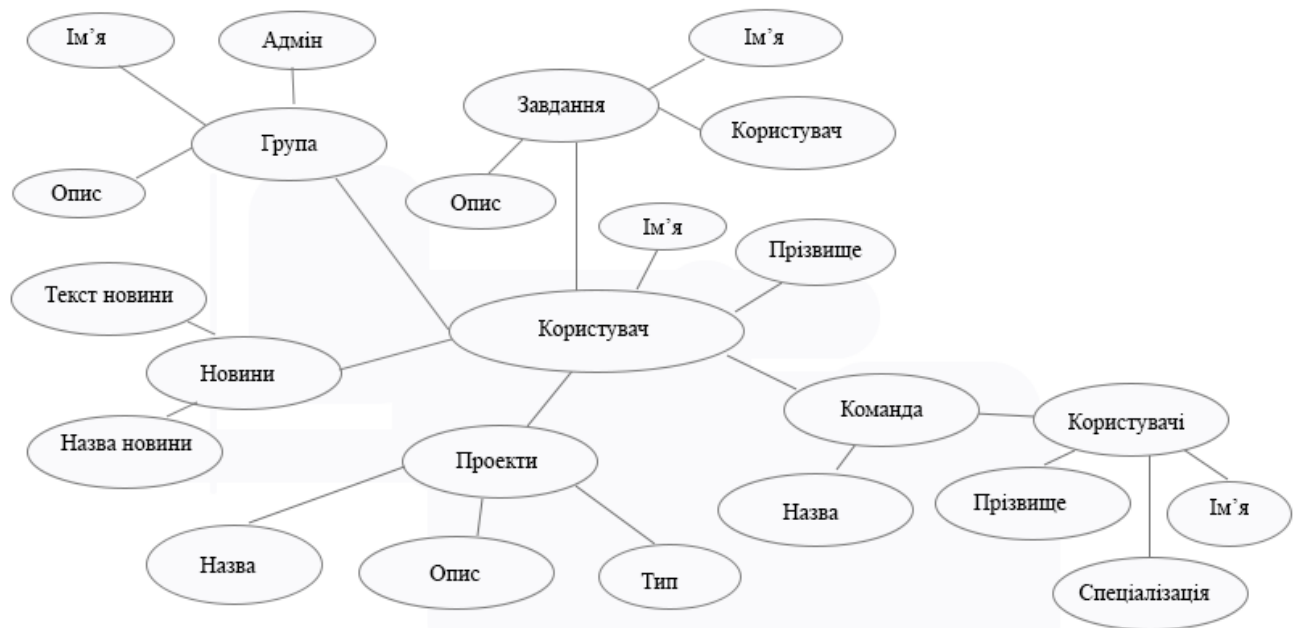 Ім’я
Адмін
Ім’я
Завдання
Користувач
Група
Опис
Опис
Ім’я
Прізвище
Текст новини
Користувач
Новини
Команда
Користувачі
Назва новини
Проекти
Назва
Прізвище
Ім’я
Назва
Опис
Тип
Спеціалізація